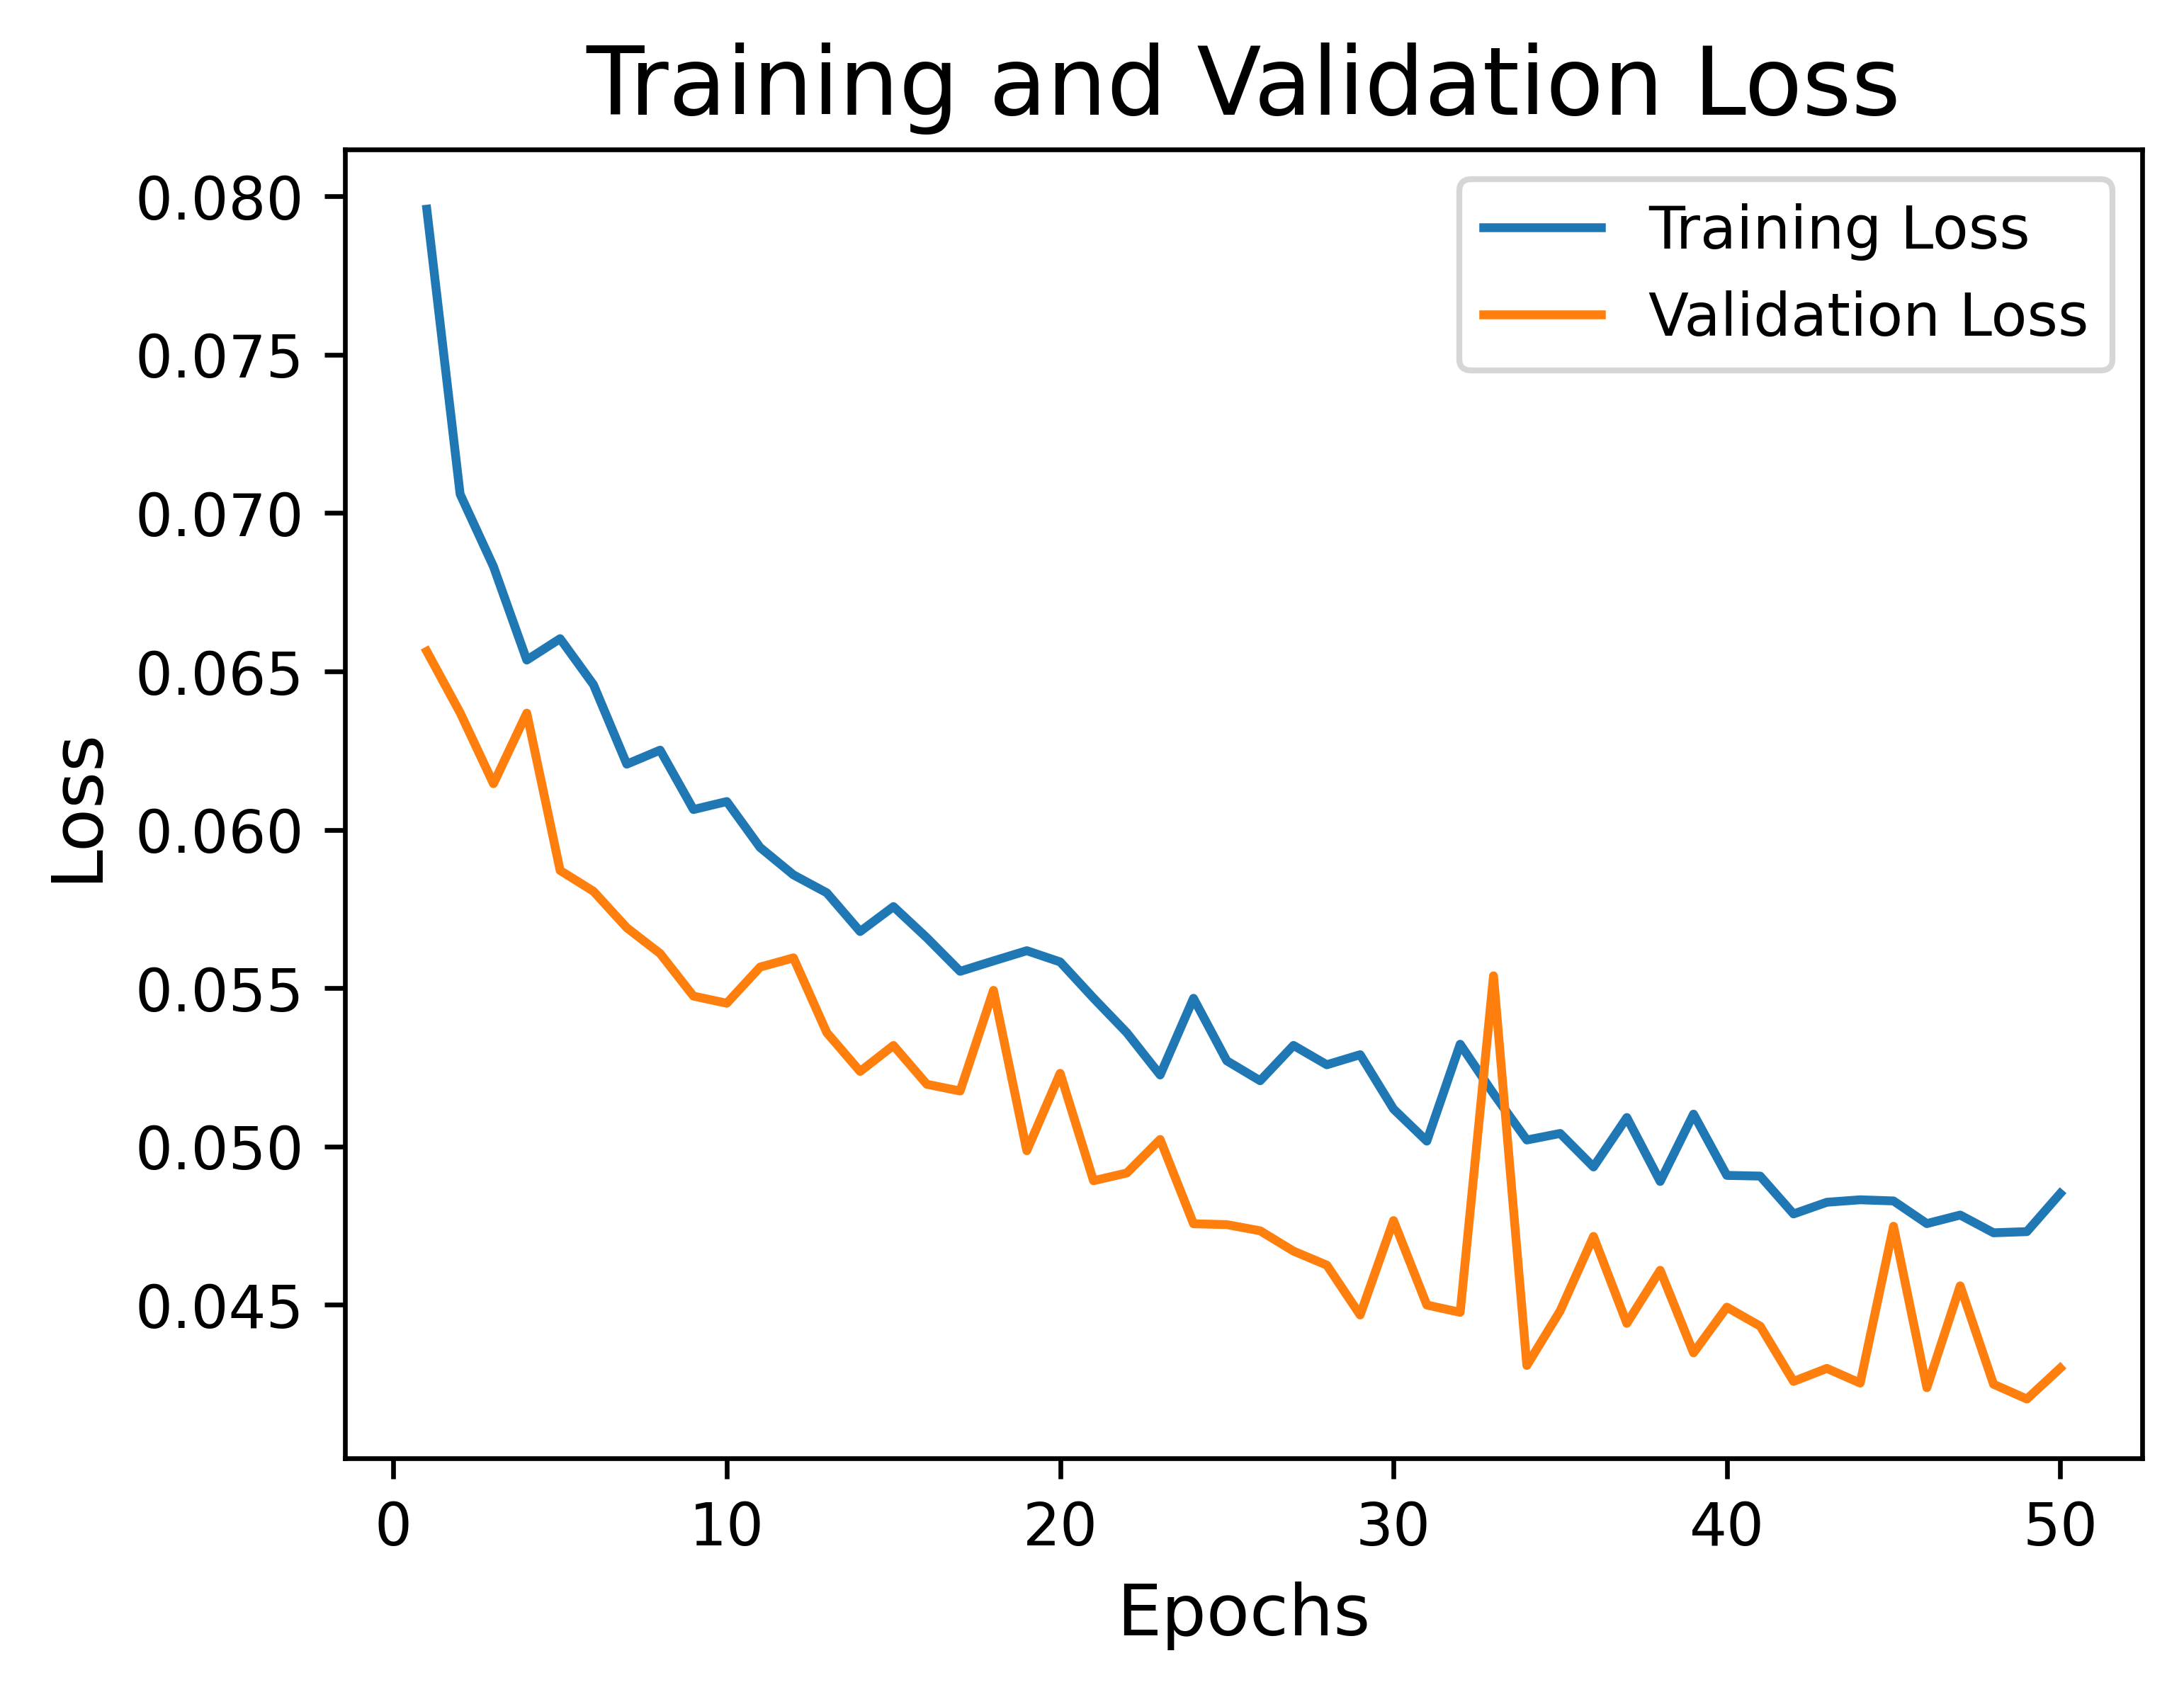 Training and Validation Loss
Training Loss
Validation Loss
0.080
0.075
0.070
0.065
0.060
0.055
0.050
0.045
Loss
0 10 20 30 40 50
Epochs